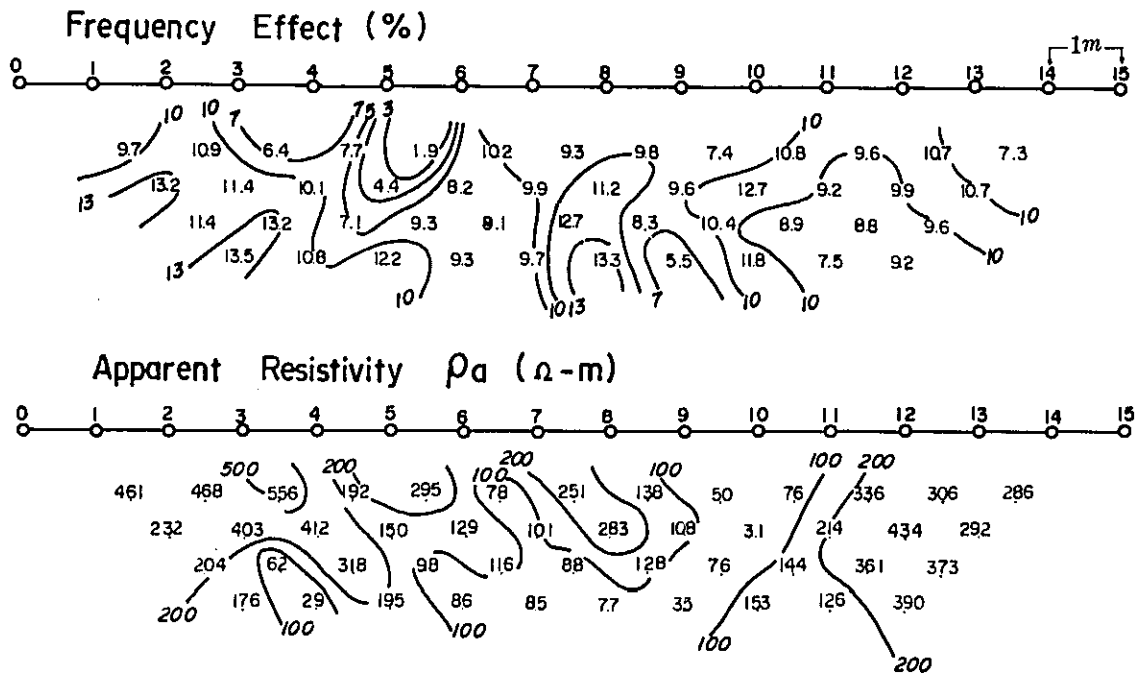 Frequency Effect (%)
1m
0 1 2 3 4 5 6 7 8 9 10 11 12 13 14 15
10 10 7 7 5 3 10
9.7 10.9 6.4 7.7 1.9 10.2 9.3 9.8 7.4 10.8 9.6 10.7 7.3
13 13.2 11.4 10.1 4.4 8.2 9.9 11.2 9.6 12.7 9.2 9.9 10.7
10
11.4 13.2 7.1 9.3 8.1 12.7 8.3 10.4 8.9 8.8 9.6
10
13 13.5 10.8 12.2 9.3 9.7 13.3 5.5 11.8 7.5 9.2
10 10 13 7 10 10
Apparent Resistivity ρa (Ω-m)
0 1 2 3 4 5 6 7 8 9 10 11 12 13 14 15
500 200 100 200 100 100 200
461 468 556 192 295 78 251 138 50 76 336 306 286
232 403 412 150 129 101 283 108 31 214 434 292
204 62 318 98 116 88 128 76 144 361 373
200 176 29 195 86 85 77 35 153 126 390
100 100 100 200